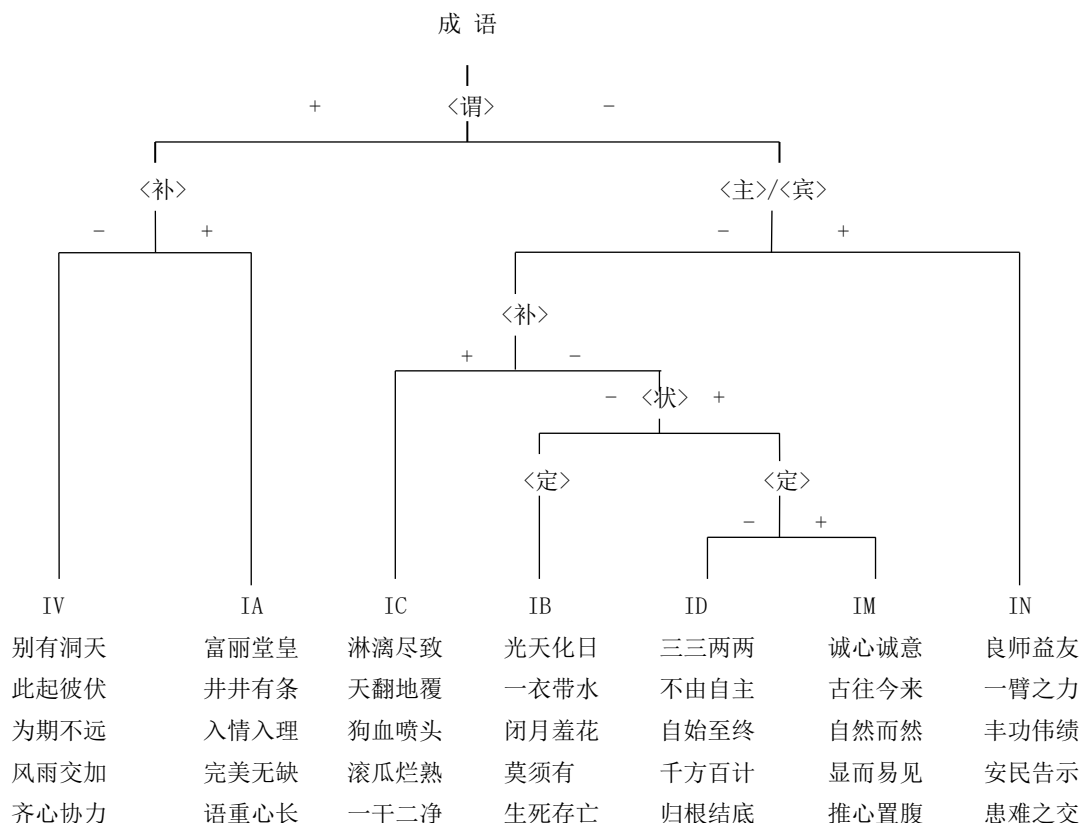 成 语
+ <谓> −
<补> <主>/<宾>
− + − +
<补>
+ −
− <状> +
<定> <定>
− +
IV IA IC IB ID IM IN
别有洞天 富丽堂皇 淋漓尽致 光天化日 三三两两 诚心诚意 良师益友
此起彼伏 井井有条 天翻地覆 一衣带水 不由自主 古往今来 一臂之力
为期不远 入情入理 狗血喷头 闭月羞花 自始至终 自然而然 丰功伟绩
风雨交加 完美无缺 滚瓜烂熟 莫须有 千方百计 显而易见 安民告示
齐心协力 语重心长 一干二净 生死存亡 归根结底 推心置腹 患难之交